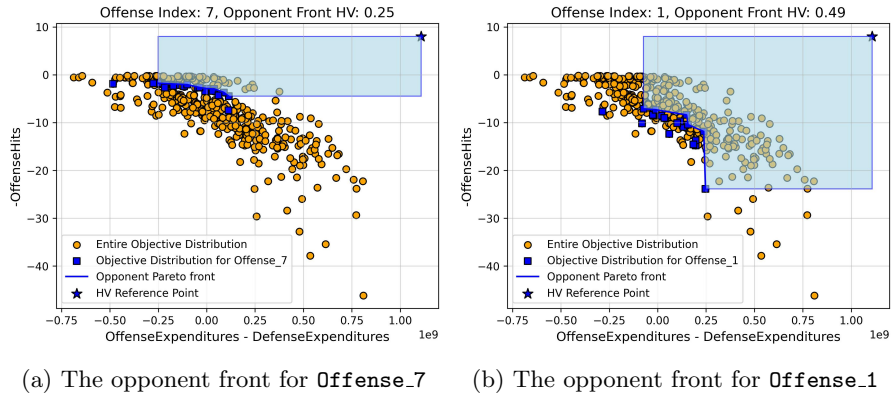 Offense Index: 7, Opponent Front HV: 0.25
10
0
−10
−20
−30
−40
-OffenseHits
Entire Objective Distribution
Objective Distribution for Offense_7
Opponent Pareto front
HV Reference Point
−0.75 −0.50 −0.25 0.00 0.25 0.50 0.75 1.00
1e9
OffenseExpenditures - DefenseExpenditures
(a) The opponent front for Offense_7
Offense Index: 1, Opponent Front HV: 0.49
10
0
−10
−20
−30
−40
-OffenseHits
Entire Objective Distribution
Objective Distribution for Offense_1
Opponent Pareto front
HV Reference Point
−0.75 −0.50 −0.25 0.00 0.25 0.50 0.75 1.00
1e9
OffenseExpenditures - DefenseExpenditures
(b) The opponent front for Offense_1